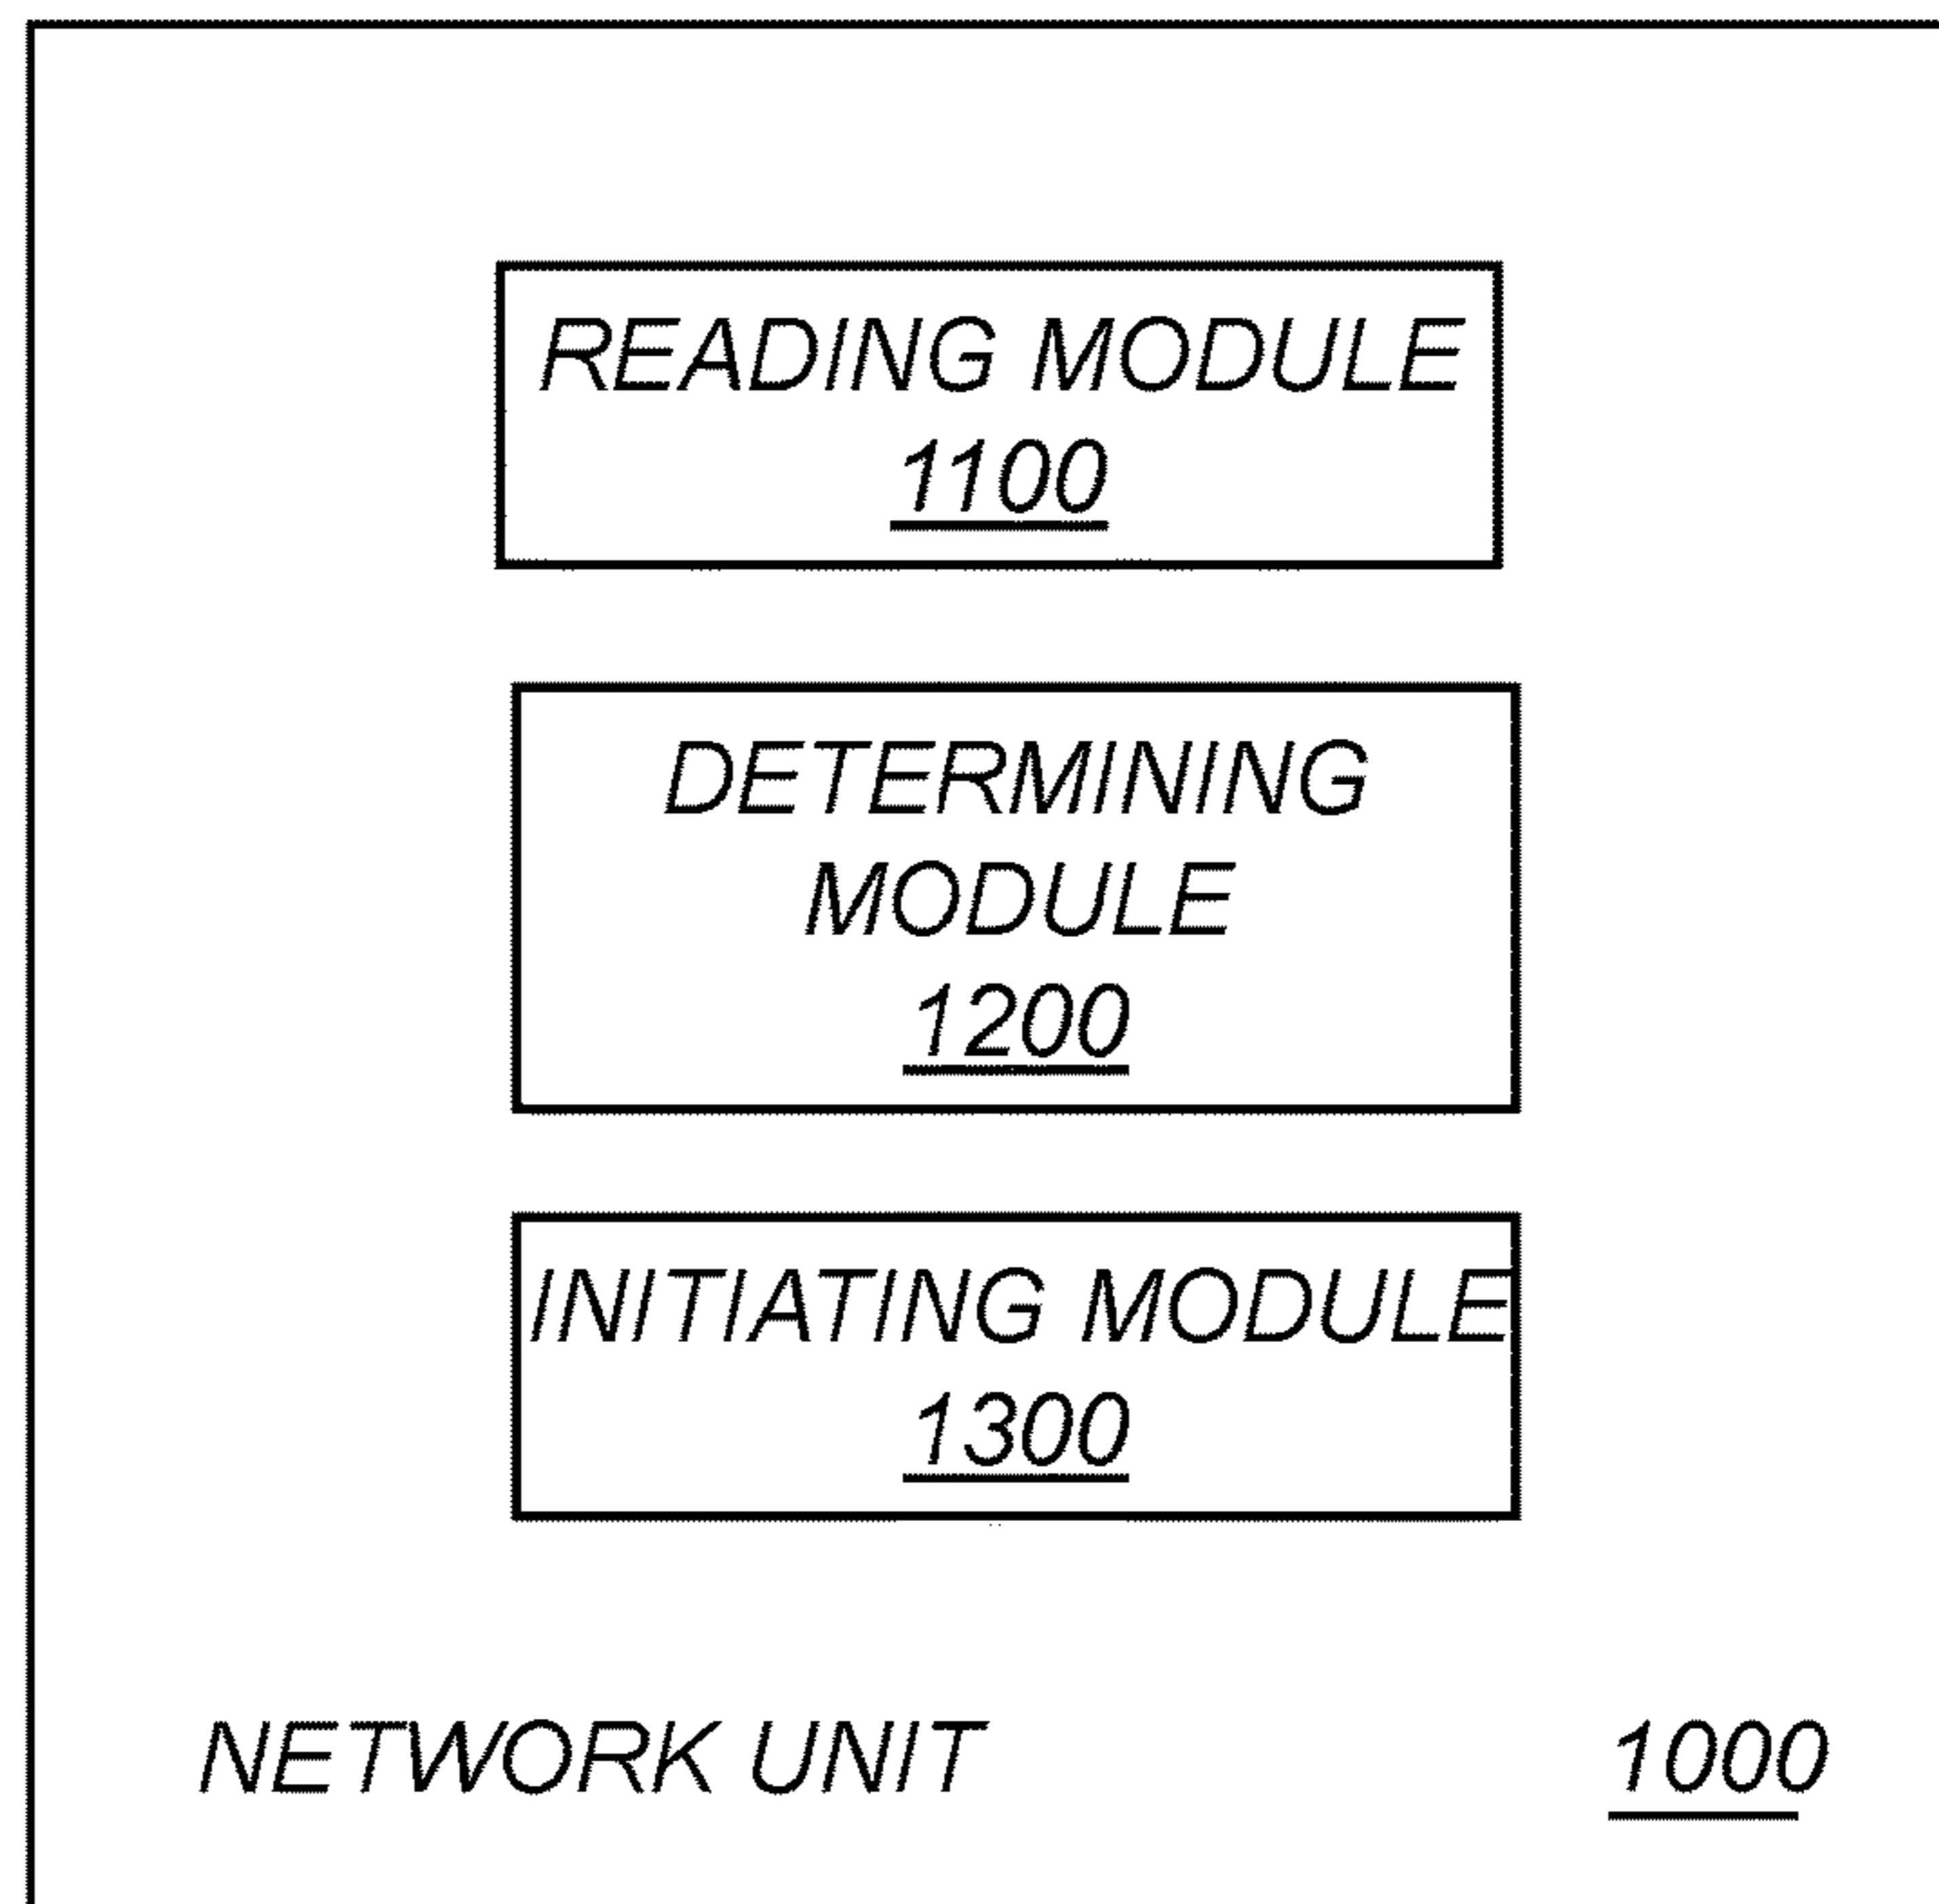 READING MODULE
1100
DETERMINING
MODULE
1200
INITIATING MODULE
1300
NETWORK UNIT 1000